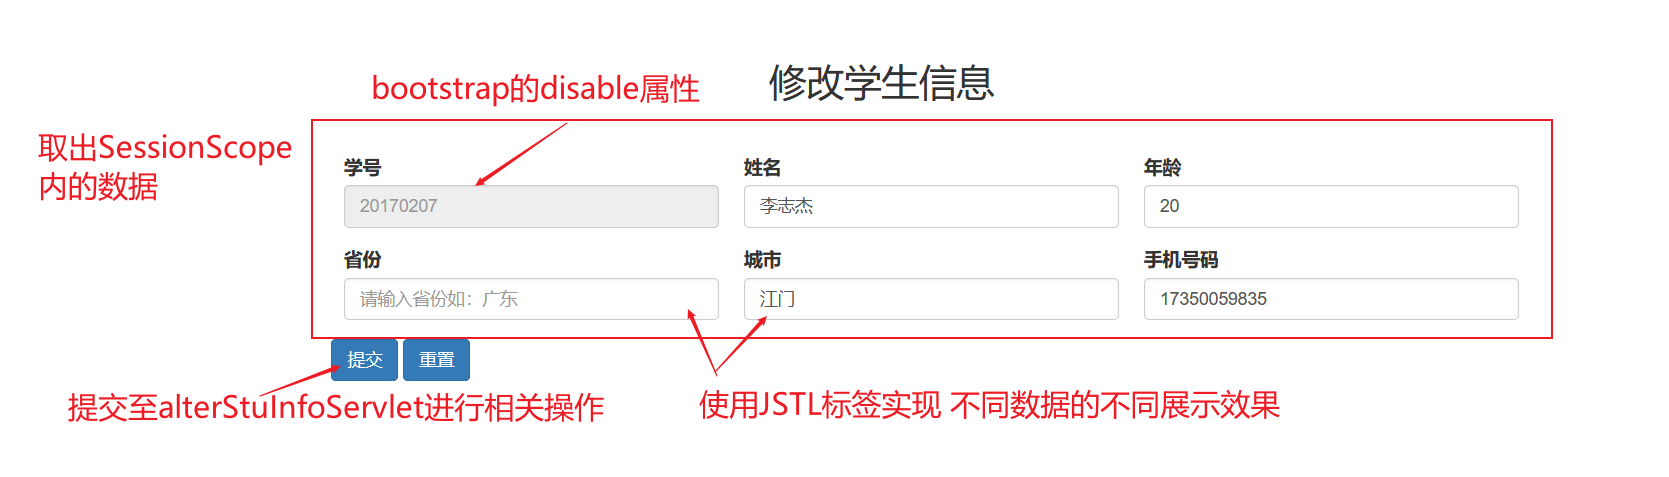 修改学生信息
bootstrap的disable属性
取出SessionScope
内的数据
学号
姓名
年龄
20170207
李志杰
20
省份
城市
手机号码
请输入省份如：广东
江门
17350059835
提交
重置
提交至alterStuInfoServlet进行相关操作
使用JSTL标签实现 不同数据的不同展示效果